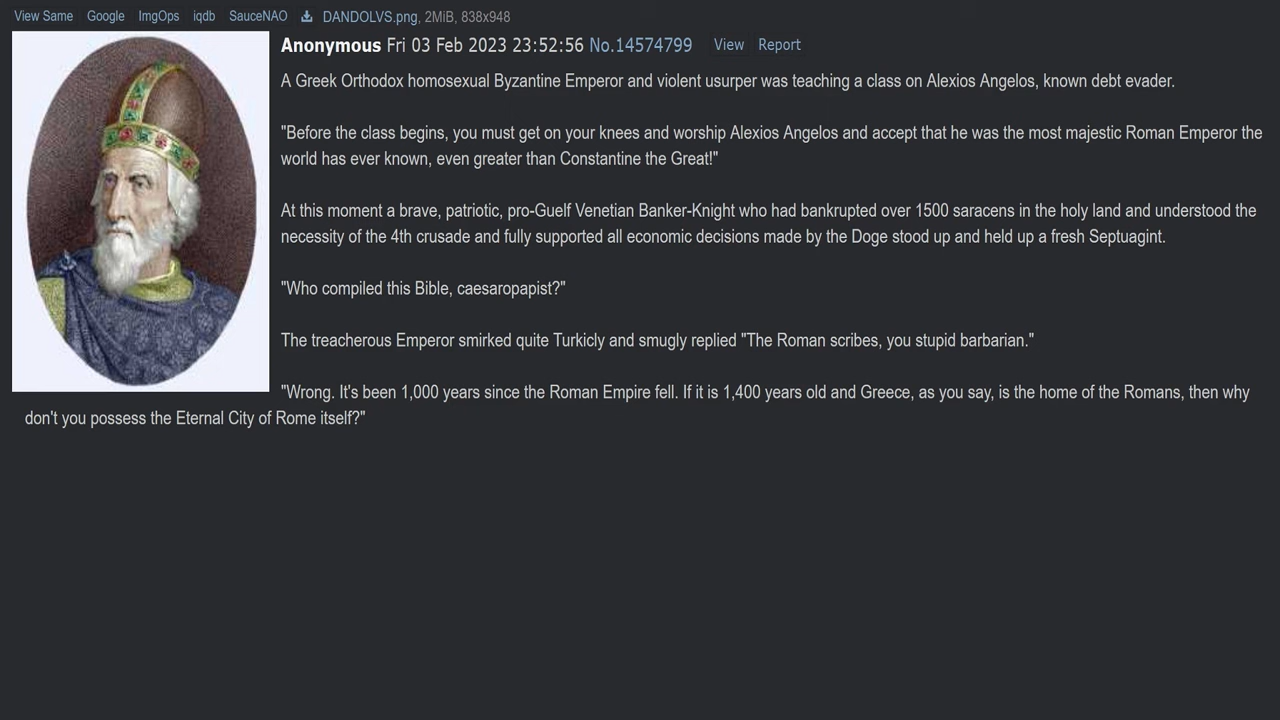 View Same Google ImgOps iqdb SauceNAO DANDOLVS.png, 2MiB, 838x948
Anonymous Fri 03 Feb 2023 23:52:56 No.14574799 View Report
A Greek Orthodox homosexual Byzantine Emperor and violent usurper was teaching a class on Alexios Angelos, known debt evader.
"Before the class begins, you must get on your knees and worship Alexios Angelos and accept that he was the most majestic Roman Emperor the
world has ever known, even greater than Constantine the Great!"
At this moment a brave, patriotic, pro-Guelf Venetian Banker-Knight who had bankrupted over 1500 saracens in the holy land and understood the
necessity of the 4th crusade and fully supported all economic decisions made by the Doge stood up and held up a fresh Septuagint.
"Who compiled this Bible, caesaropapist?"
The treacherous Emperor smirked quite Turkicly and smugly replied "The Roman scribes, you stupid barbarian."
"Wrong. It's been 1,000 years since the Roman Empire fell. If it is 1,400 years old and Greece, as you say, is the home of the Romans, then why
don't you possess the Eternal City of Rome itself?"